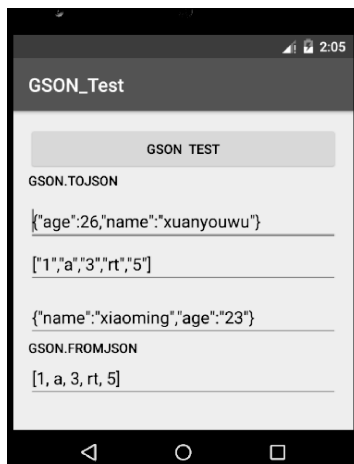 2:05
GSON_Test
GSON TEST
GSON.TOJSON
{"age":26,"name":"xuanyouwu"}
["1","a","3","rt","5"]
{"name":"xiaoming","age":"23"}
GSON.FROMJSON
[1, a, 3, rt, 5]